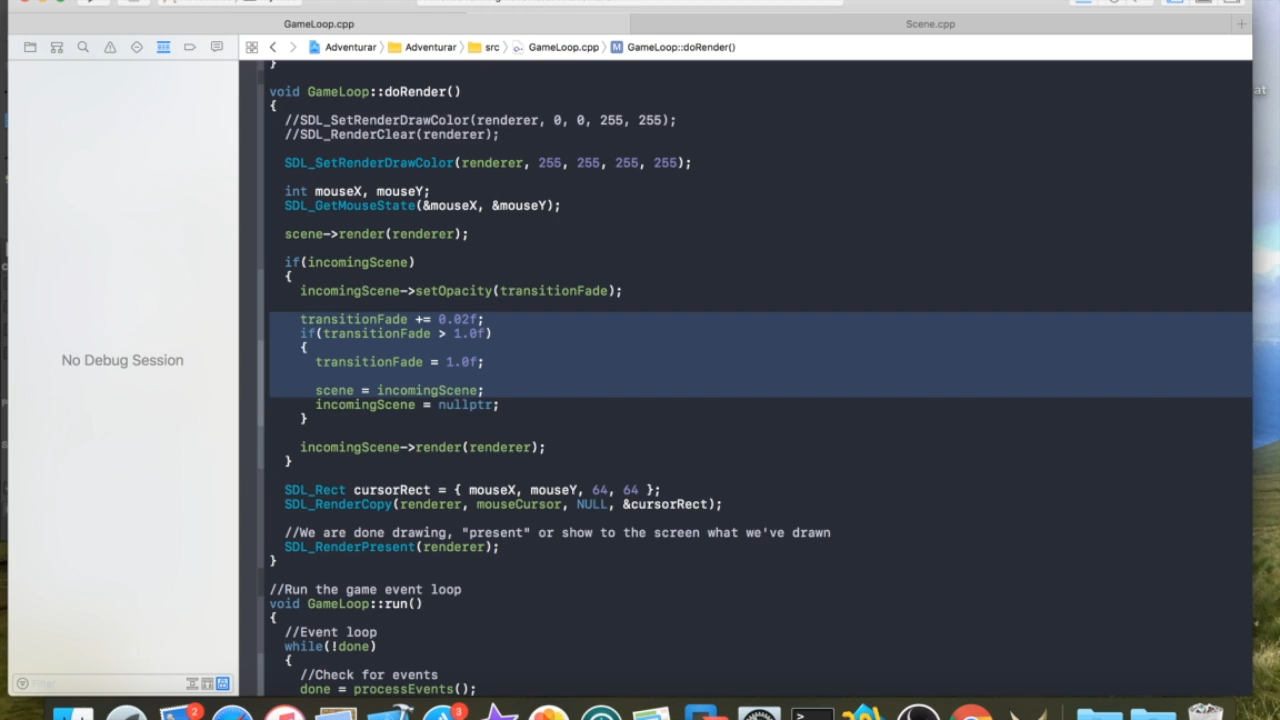 GameLoop.cpp
Scene.cpp
Adventurar
Adventurar
src
GameLoop.cpp
M
GameLoop::doRender()
}
void GameLoop::doRender()
{
//SDL_SetRenderDrawColor(renderer, 0, 0, 255, 255);
//SDL_RenderClear(renderer);
SDL_SetRenderDrawColor(renderer, 255, 255, 255, 255);
int mouseX, mouseY;
SDL_GetMouseState(&mouseX, &mouseY);
scene->render(renderer);
if(incomingScene)
{
incomingScene->setOpacity(transitionFade);
transitionFade += 0.02f;
if(transitionFade > 1.0f)
{
transitionFade = 1.0f;
scene = incomingScene;
incomingScene = nullptr;
}
incomingScene->render(renderer);
}
SDL_Rect cursorRect = { mouseX, mouseY, 64, 64 };
SDL_RenderCopy(renderer, mouseCursor, NULL, &cursorRect);
//We are done drawing, "present" or show to the screen what we've drawn
SDL_RenderPresent(renderer);
}
//Run the game event loop
void GameLoop::run()
{
//Event loop
while(!done)
{
//Check for events
done = processEvents();
No Debug Session
Filter
at
2
3